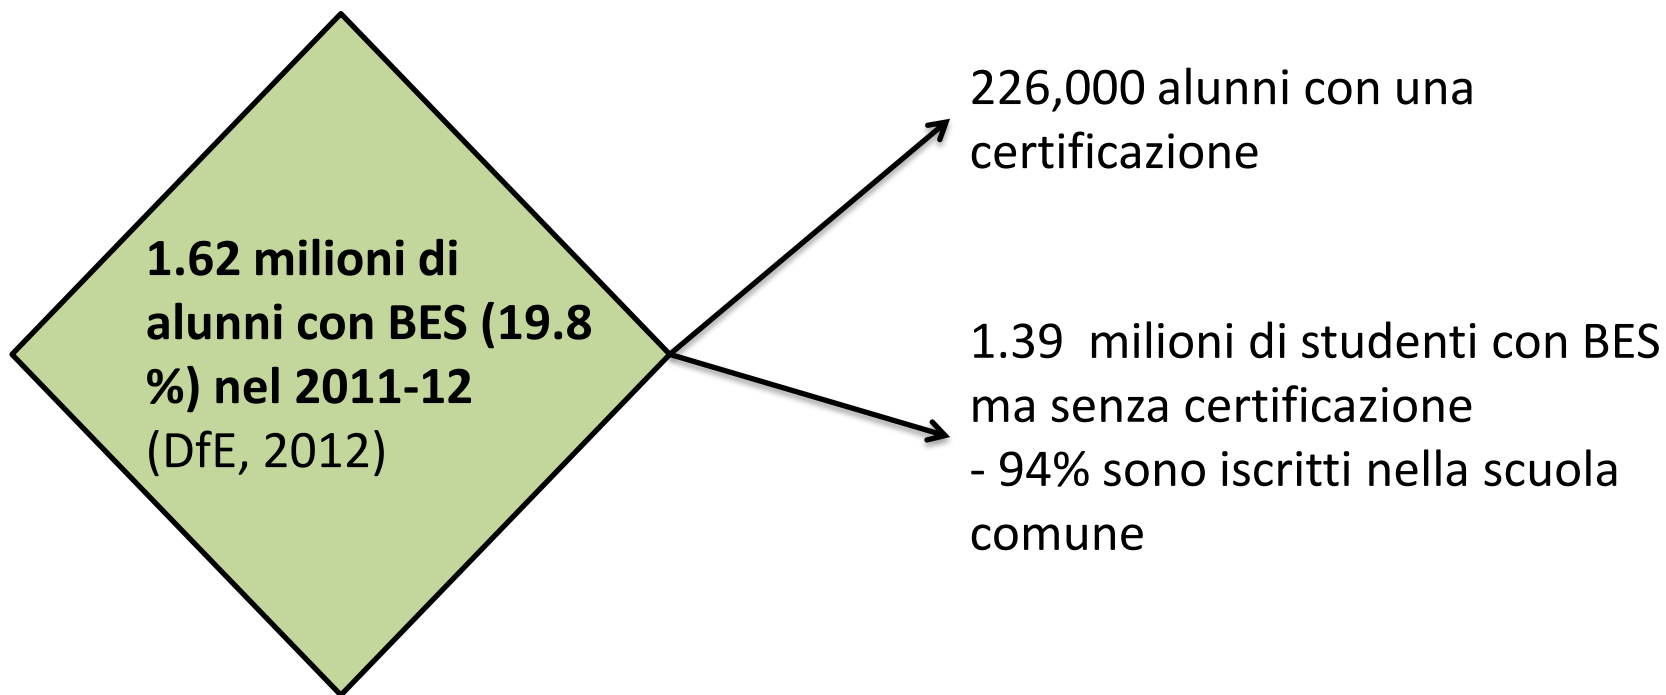 1.62 milioni di
alunni con BES (19.8
%) nel 2011-12
(DfE, 2012)
226,000 alunni con una
certificazione
1.39  milioni di studenti con BES
ma senza certificazione
- 94% sono iscritti nella scuola
comune